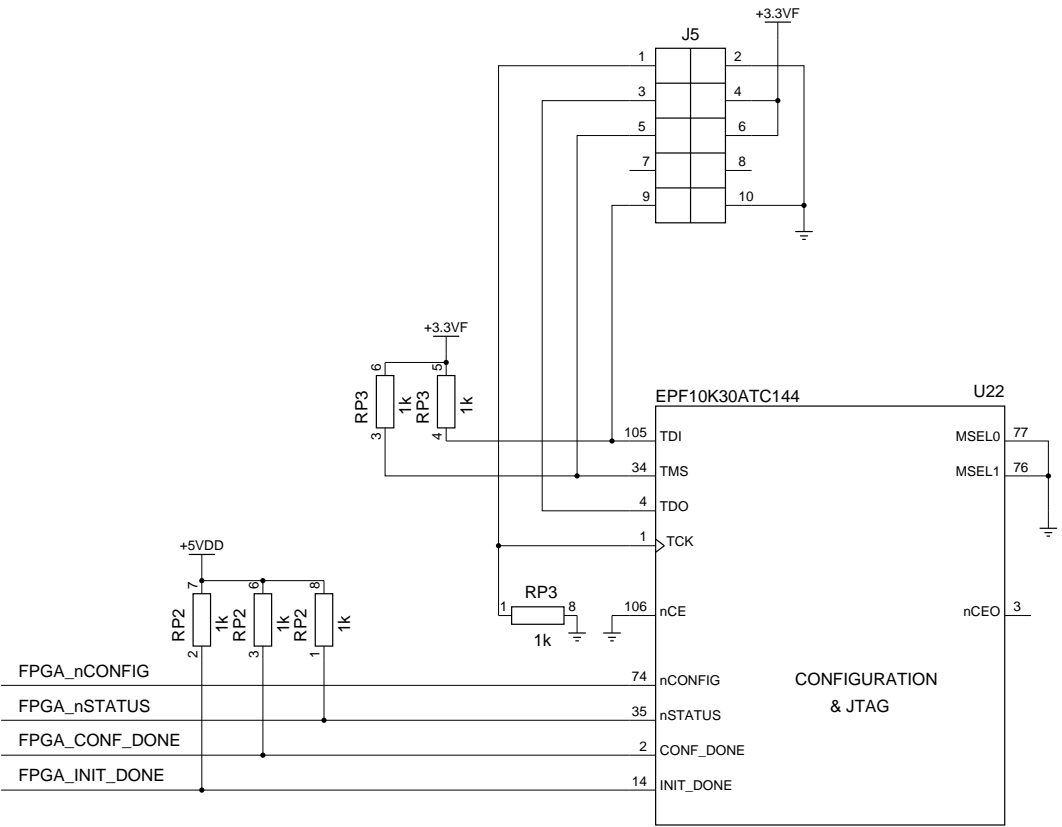 +3.3VF
J5
1 2
3 4
5 6
7 8
9 10
+3.3VF
6 5
RP3 1k RP3 1k
3 4
EPF10K30ATC144 U22
105 TDI MSEL0 77
34 TMS MSEL1 76
4 TDO
1 TCK
+5VDD
7 6 8
RP2 1k RP2 1k RP2 1k
2 3 1
RP3
1 8
1k
106 nCE nCEO 3
FPGA_nCONFIG 74 nCONFIG
CONFIGURATION
& JTAG
FPGA_nSTATUS 35 nSTATUS
FPGA_CONF_DONE 2 CONF_DONE
FPGA_INIT_DONE 14 INIT_DONE